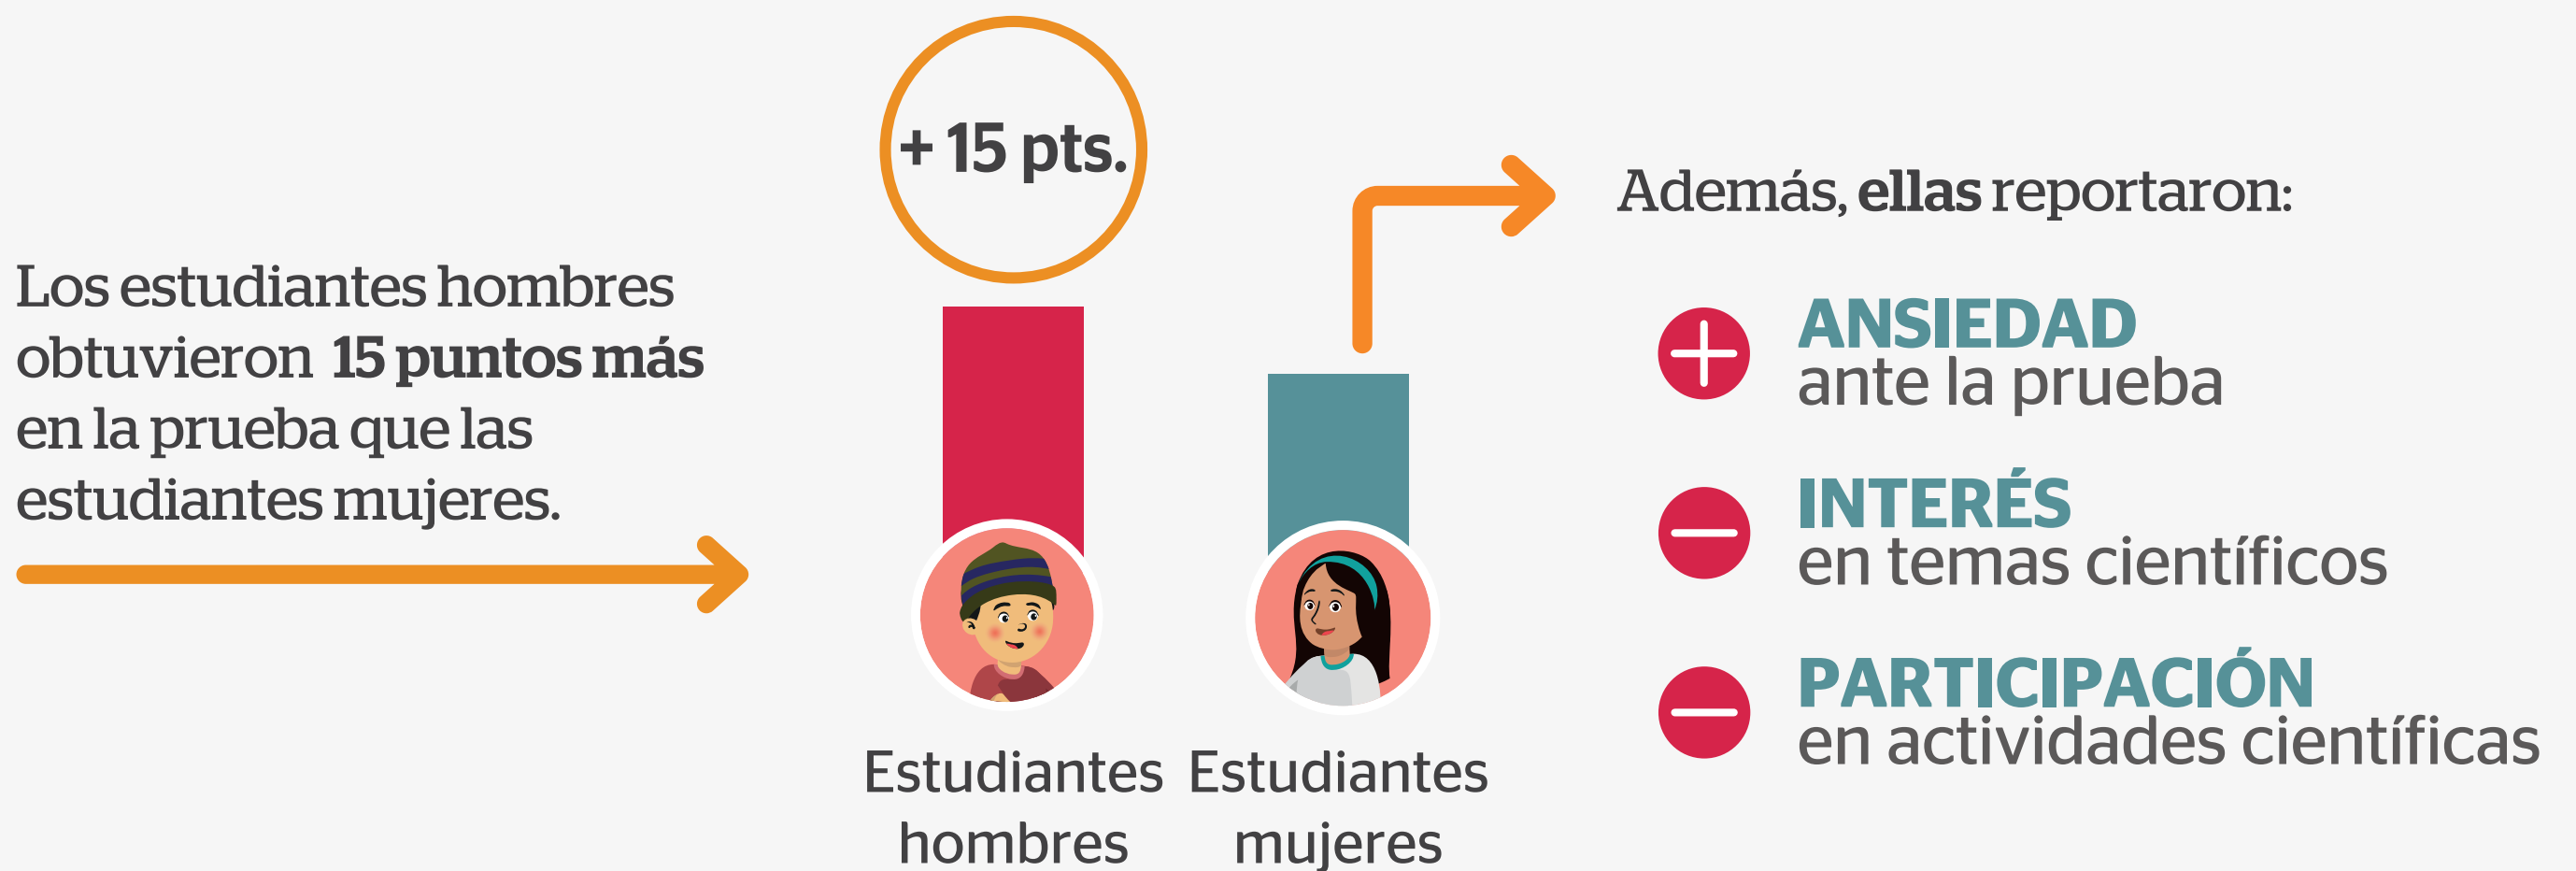 Los estudiantes hombres
obtuvieron 15 puntos más
en la prueba que las
estudiantes mujeres.
+ 15 pts.
Estudiantes
hombres
Estudiantes
mujeres
Además, ellas reportaron:
ANSIEDAD
ante la prueba
INTERÉS
en temas científicos
PARTICIPACIÓN
en actividades científicas